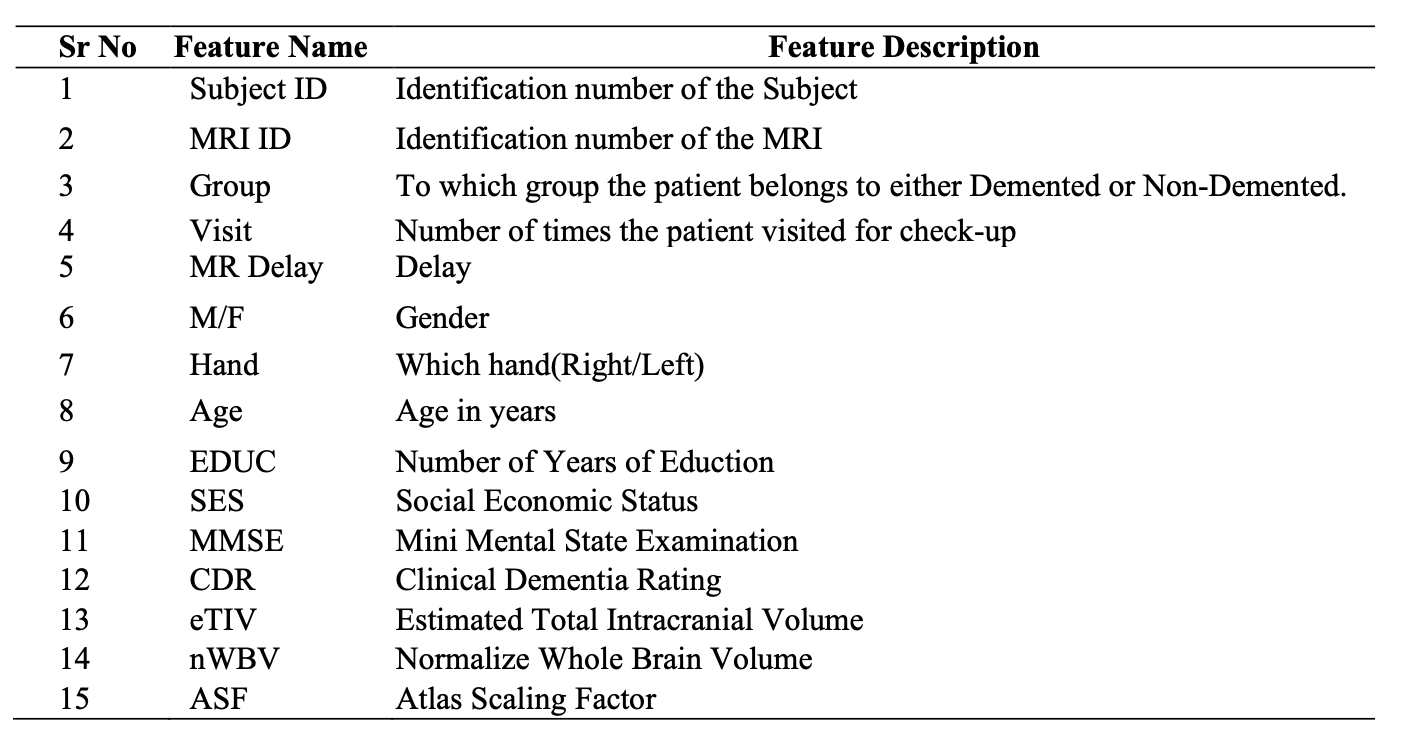 Sr No Feature Name Feature Description
1 Subject ID Identification number of the Subject
2 MRI ID Identification number of the MRI
3 Group To which group the patient belongs to either Demented or Non-Demented.
4 Visit Number of times the patient visited for check-up
5 MR Delay Delay
6 M/F Gender
7 Hand Which hand(Right/Left)
8 Age Age in years
9 EDUC Number of Years of Eduction
10 SES Social Economic Status
11 MMSE Mini Mental State Examination
12 CDR Clinical Dementia Rating
13 eTIV Estimated Total Intracranial Volume
14 nWBV Normalize Whole Brain Volume
15 ASF Atlas Scaling Factor